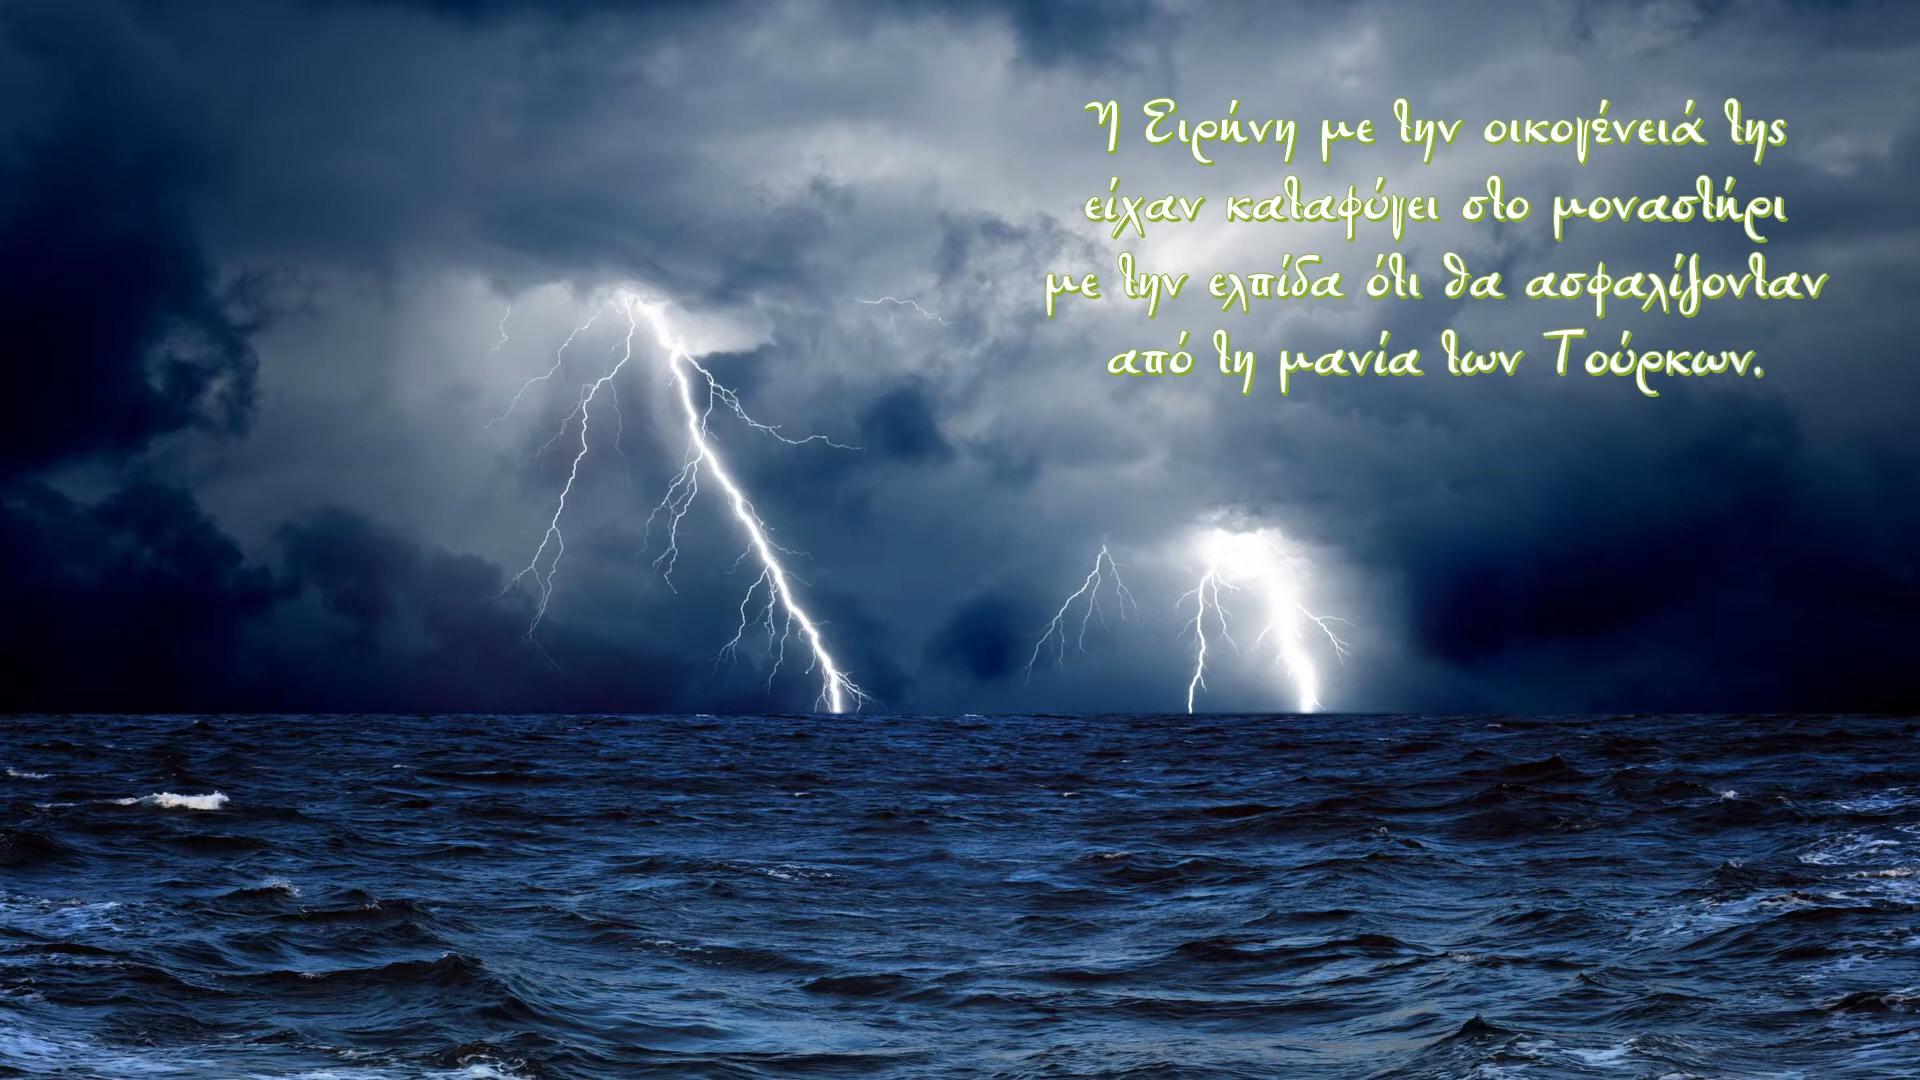 Η Ειρήνη με την οικογένειά της
είχαν καταφύγει στο μοναστήρι
με την ελπίδα ότι θα ασφαλίζονταν
από τη μανία των Τούρκων.